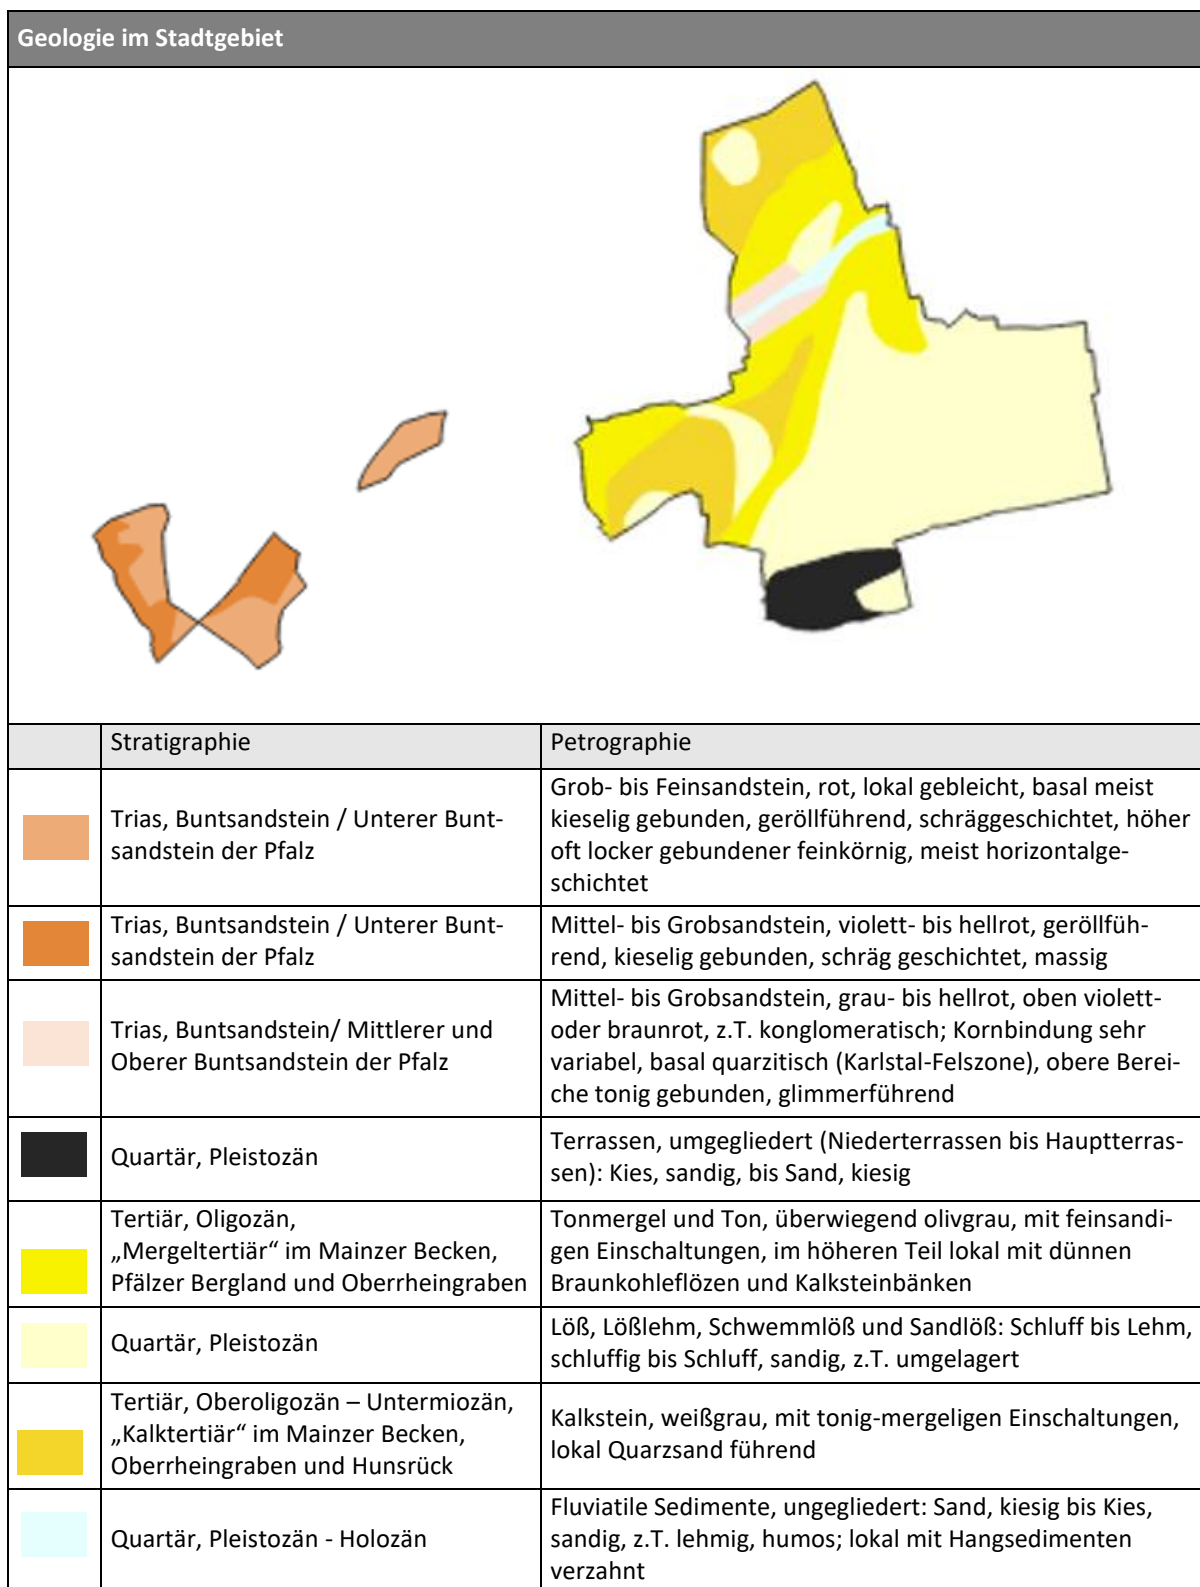 Geologie im Stadtgebiet
Stratigraphie
Petrographie
Trias, Buntsandstein / Unterer Bunt-
sandstein der Pfalz
Grob- bis Feinsandstein, rot, lokal gebleicht, basal meist
kieselig gebunden, geröllführend, schräggeschichtet, höher
oft locker gebundener feinkörnig, meist horizontalge-
schichtet
Trias, Buntsandstein / Unterer Bunt-
sandstein der Pfalz
Mittel- bis Grobsandstein, violett- bis hellrot, geröllfüh-
rend, kieselig gebunden, schräg geschichtet, massig
Trias, Buntsandstein/ Mittlerer und
Oberer Buntsandstein der Pfalz
Mittel- bis Grobsandstein, grau- bis hellrot, oben violett-
oder braunrot, z.T. konglomeratisch; Kornbindung sehr
variabel, basal quarzitisch (Karlstal-Felszone), obere Berei-
che tonig gebunden, glimmerführend
Quartär, Pleistozän
Terrassen, umgegliedert (Niederterrassen bis Hauptterras-
sen): Kies, sandig, bis Sand, kiesig
Tertiär, Oligozän,
„Mergeltertiär“ im Mainzer Becken,
Pfälzer Bergland und Oberrheingraben
Tonmergel und Ton, überwiegend olivgrau, mit feinsandi-
gen Einschaltungen, im höheren Teil lokal mit dünnen
Braunkohleflözen und Kalksteinbänken
Quartär, Pleistozän
Löß, Lößlehm, Schwemmlöß und Sandlöß: Schluff bis Lehm,
schluffig bis Schluff, sandig, z.T. umgelagert
Tertiär, Oberoligozän – Untermiozän,
„Kalktertiär“ im Mainzer Becken,
Oberrheingraben und Hunsrück
Kalkstein, weißgrau, mit tonig-mergeligen Einschaltungen,
lokal Quarzsand führend
Quartär, Pleistozän - Holozän
Fluviatile Sedimente, ungegliedert: Sand, kiesig bis Kies,
sandig, z.T. lehmig, humos; lokal mit Hangsedimenten
verzahnt